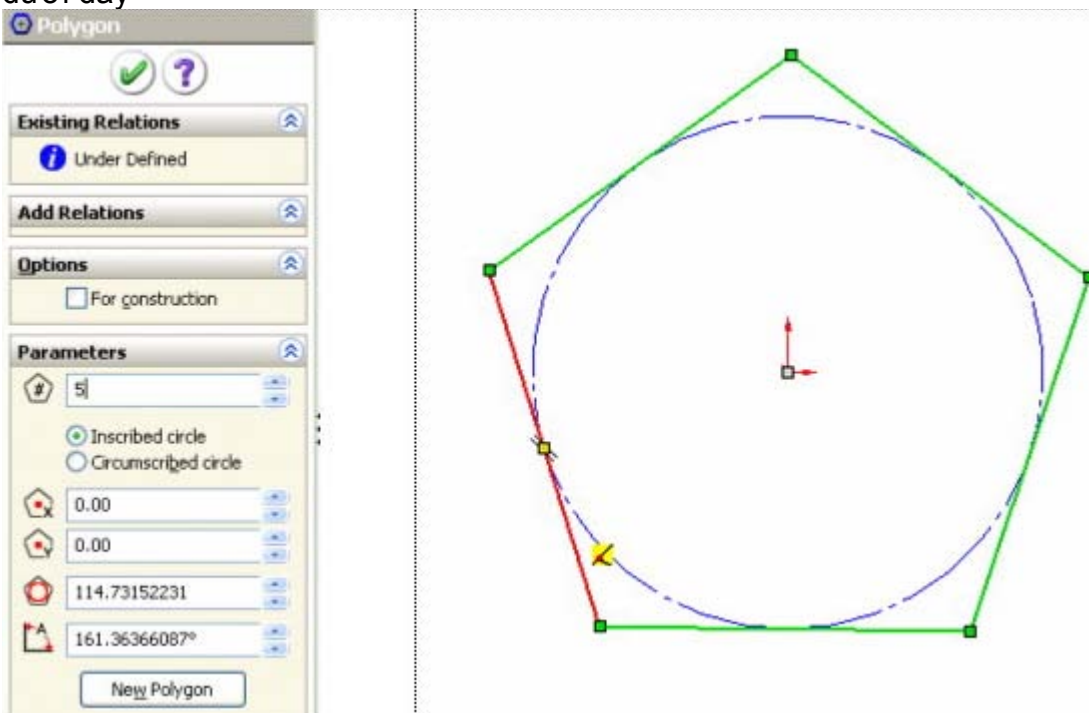 Polygon
Existing Relations
Under Defined
Add Relations
Options
For construction
Parameters
5
Inscribed circle
Circumscribed circle
0.00
0.00
114.73152231
161.36366087°
New Polygon